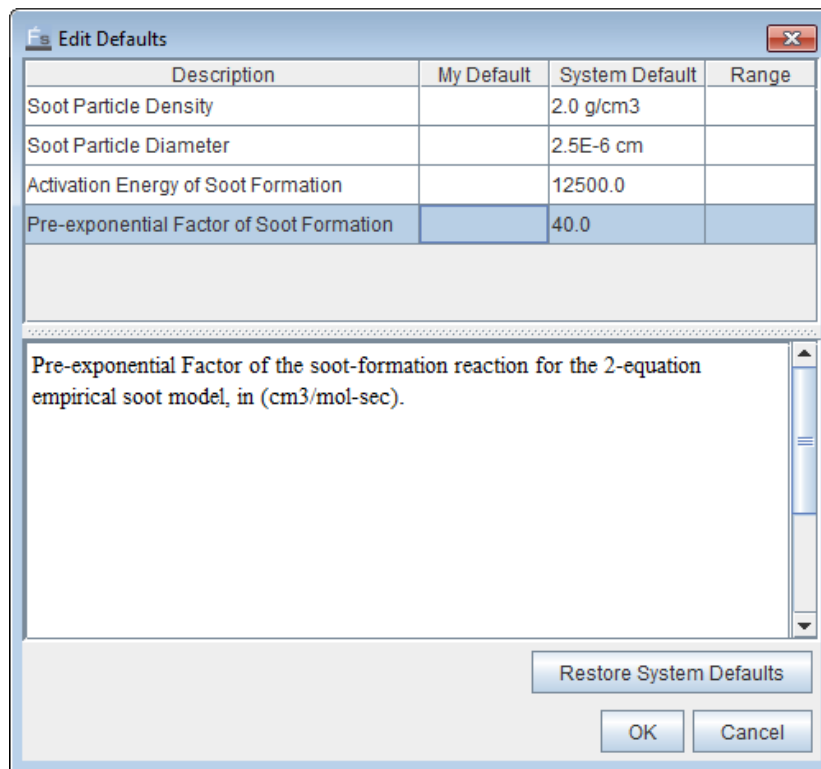 Fs Edit Defaults
Description My Default System Default Range
Soot Particle Density 2.0 g/cm3
Soot Particle Diameter 2.5E-6 cm
Activation Energy of Soot Formation 12500.0
Pre-exponential Factor of Soot Formation 40.0
Pre-exponential Factor of the soot-formation reaction for the 2-equation
empirical soot model, in (cm3/mol-sec).
Restore System Defaults
OK Cancel